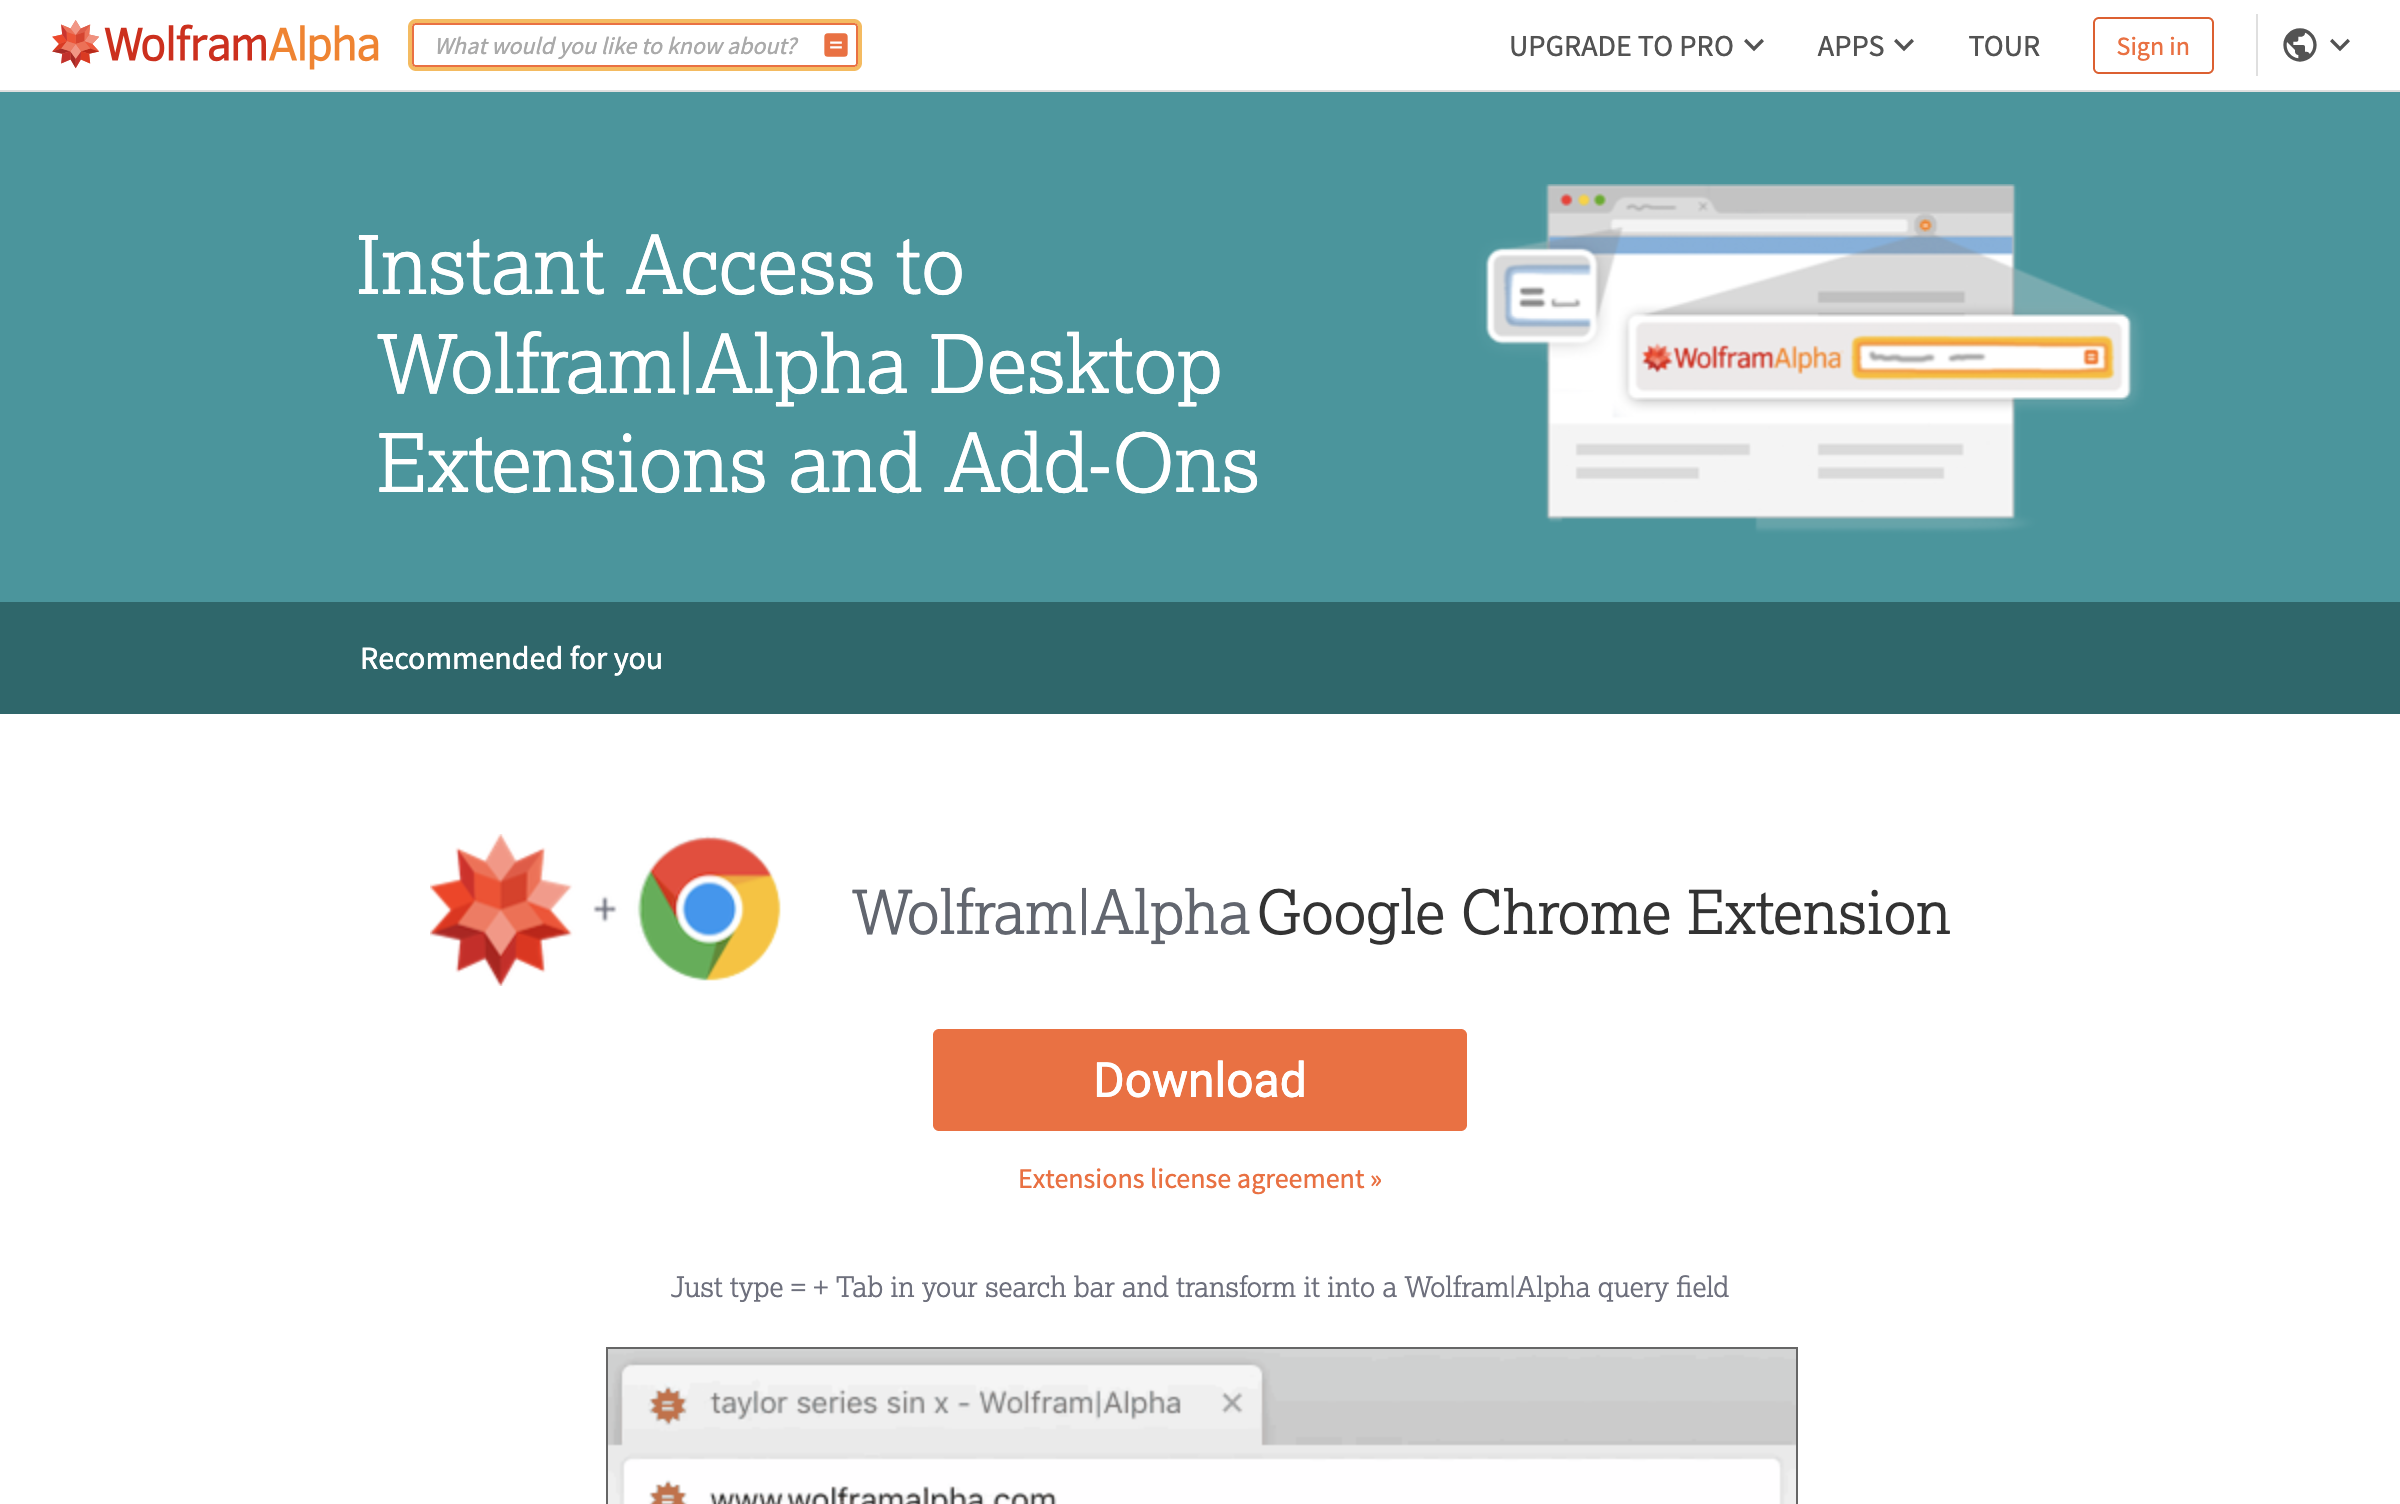 WolframAlpha
What would you like to know about?
UPGRADE TO PRO
APPS
TOUR
Sign in
Instant Access to
Wolfram|Alpha Desktop
Extensions and Add-Ons
WolframAlpha
Recommended for you
+
Wolfram|Alpha Google Chrome Extension
Download
Extensions license agreement »
Just type = + Tab in your search bar and transform it into a Wolfram|Alpha query field
taylor series sin x - Wolfram|Alpha
www.wolframalpha.com